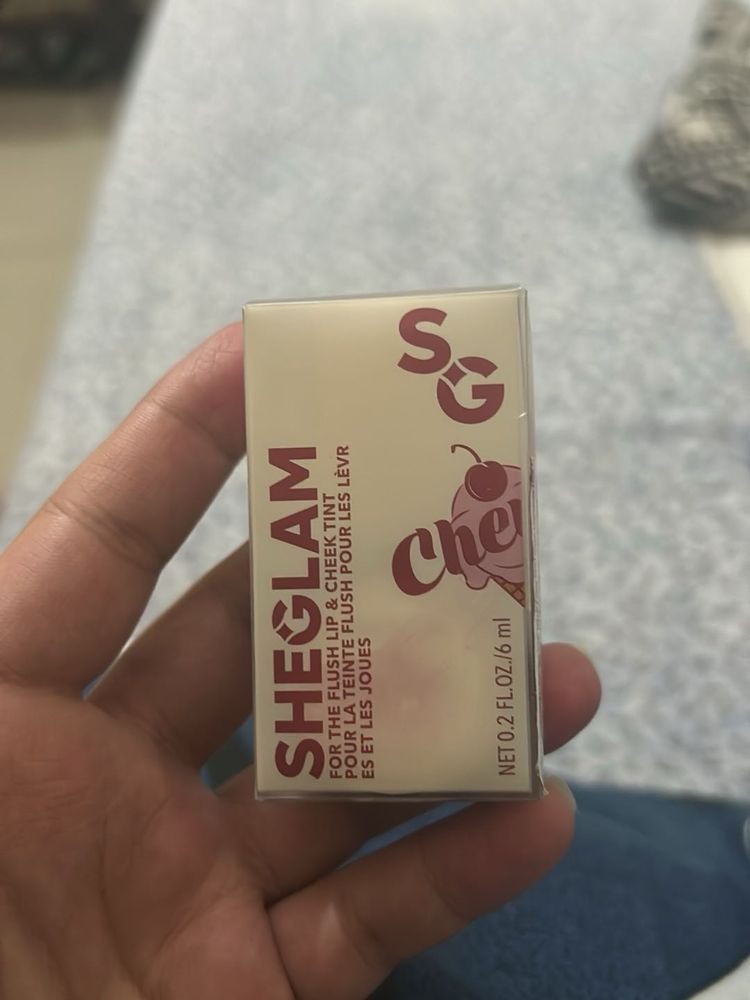 SHEGLAM
FOR THE FLUSH LIP & CHEEK TINT
POUR LA TEINTE FLUSH POUR LES LÈVR
ES ET LES JOUES
SG
NET 0.2 FL.OZ./6 ml